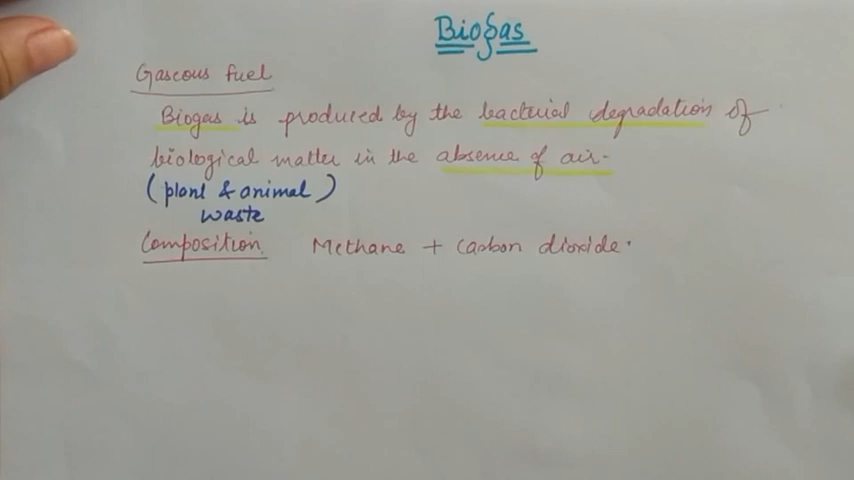 Biogas
Gaseous fuel
Biogas is produced by the bacterial degradation of
biological matter in the absence of air.
(plant & animal)
waste
Composition Methane + Carbon dioxide.